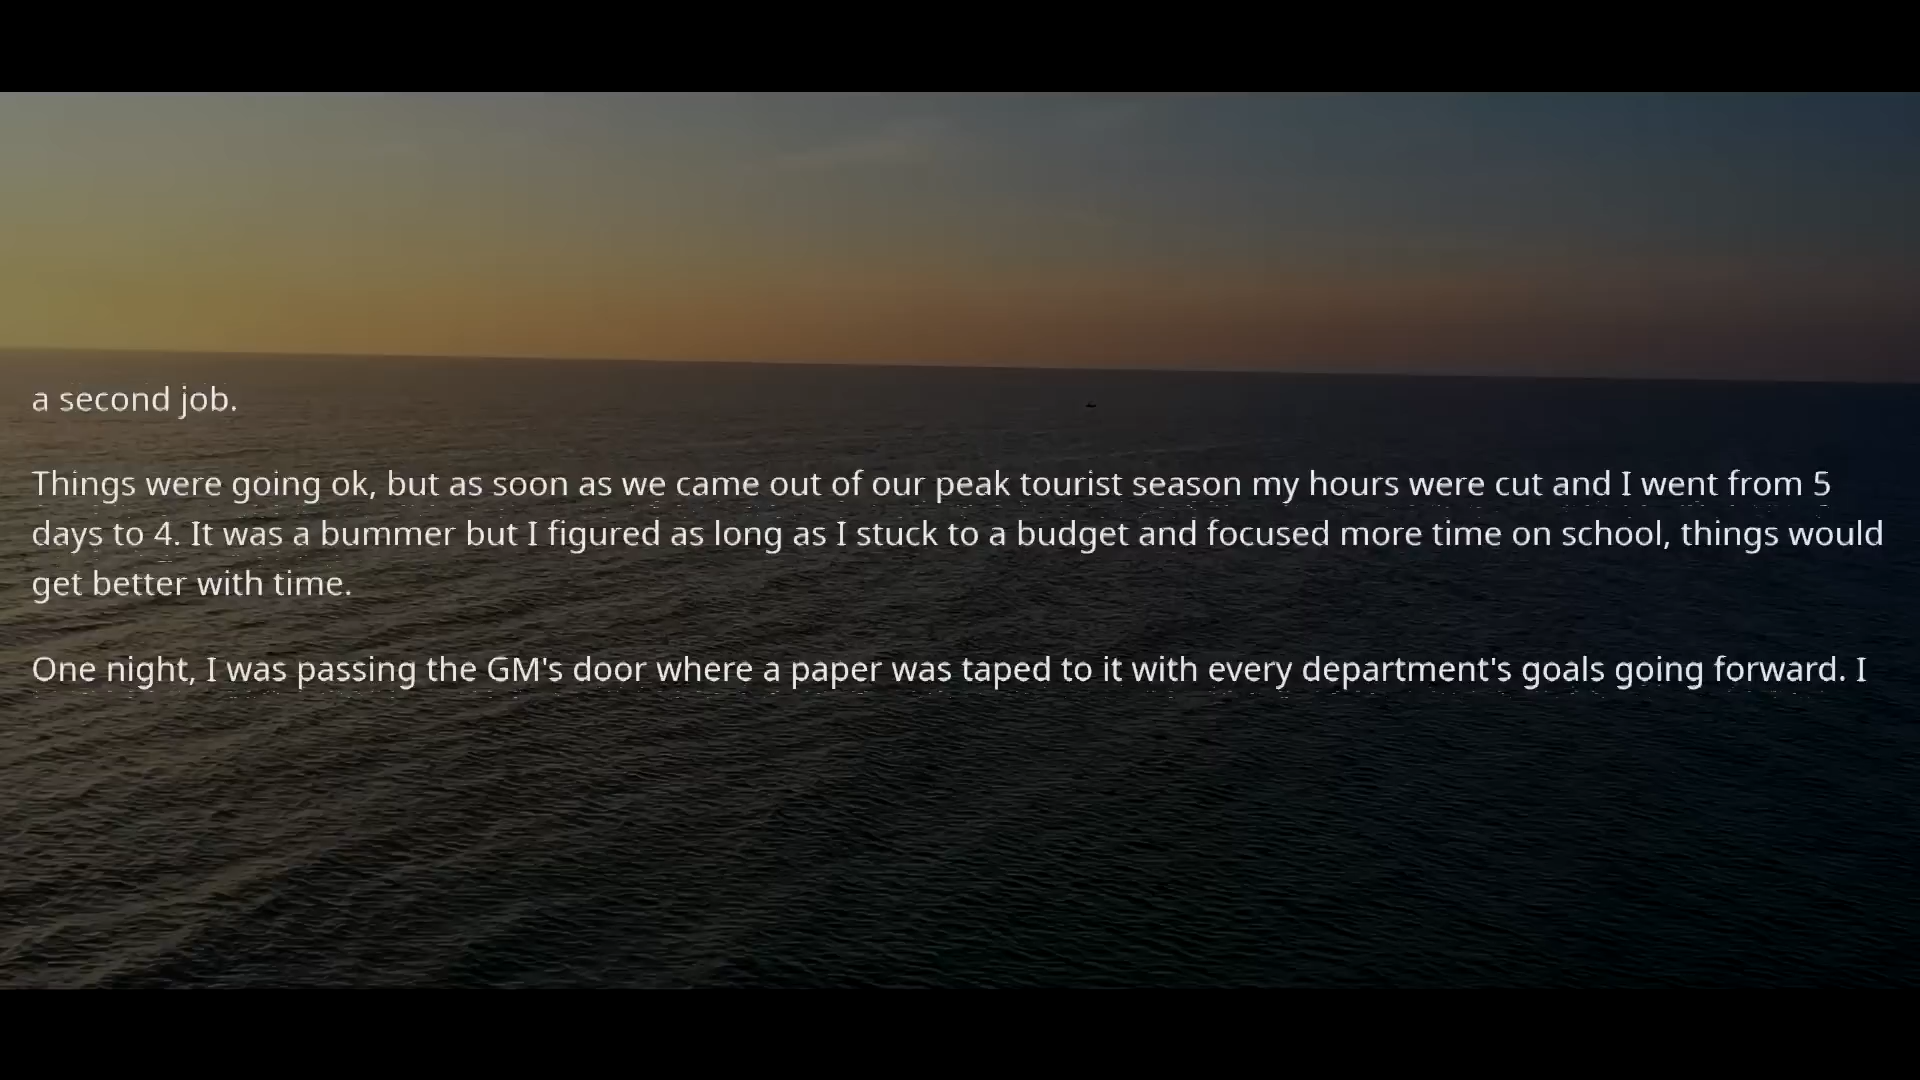 a second job.
Things were going ok, but as soon as we came out of our peak tourist season my hours were cut and I went from 5
days to 4. It was a bummer but I figured as long as I stuck to a budget and focused more time on school, things would
get better with time.
One night, I was passing the GM's door where a paper was taped to it with every department's goals going forward. I